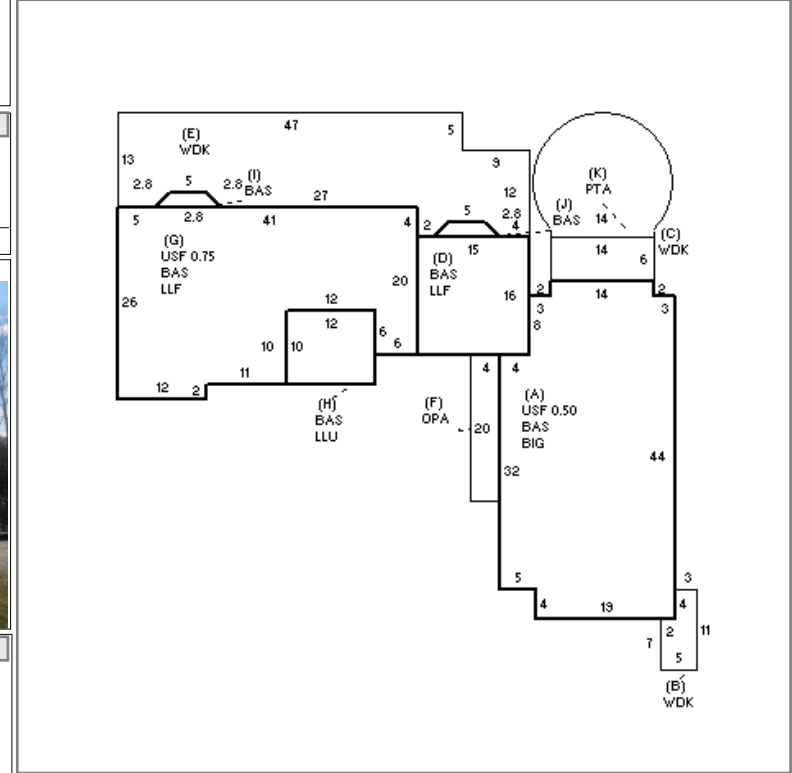 47
5
(E)
WDK
13
9
(K)
PTA
2.8
5
2.8
(I)
BAS
27
12
(J)
BAS
14
5
2.8
41
4
2
5
2.8
4
(C)
WDK
(G)
USF 0.75
BAS
LLF
15
14
6
(D)
BAS
LLF
20
16
2
14
2
26
12
3
3
12
6
8
10
10
6
11
4
4
12
2
(H)
BAS
LLU
(F)
OPA
(A)
USF 0.50
BAS
BIG
20
44
32
5
3
4
19
4
2
11
7
5
(B)
WDK